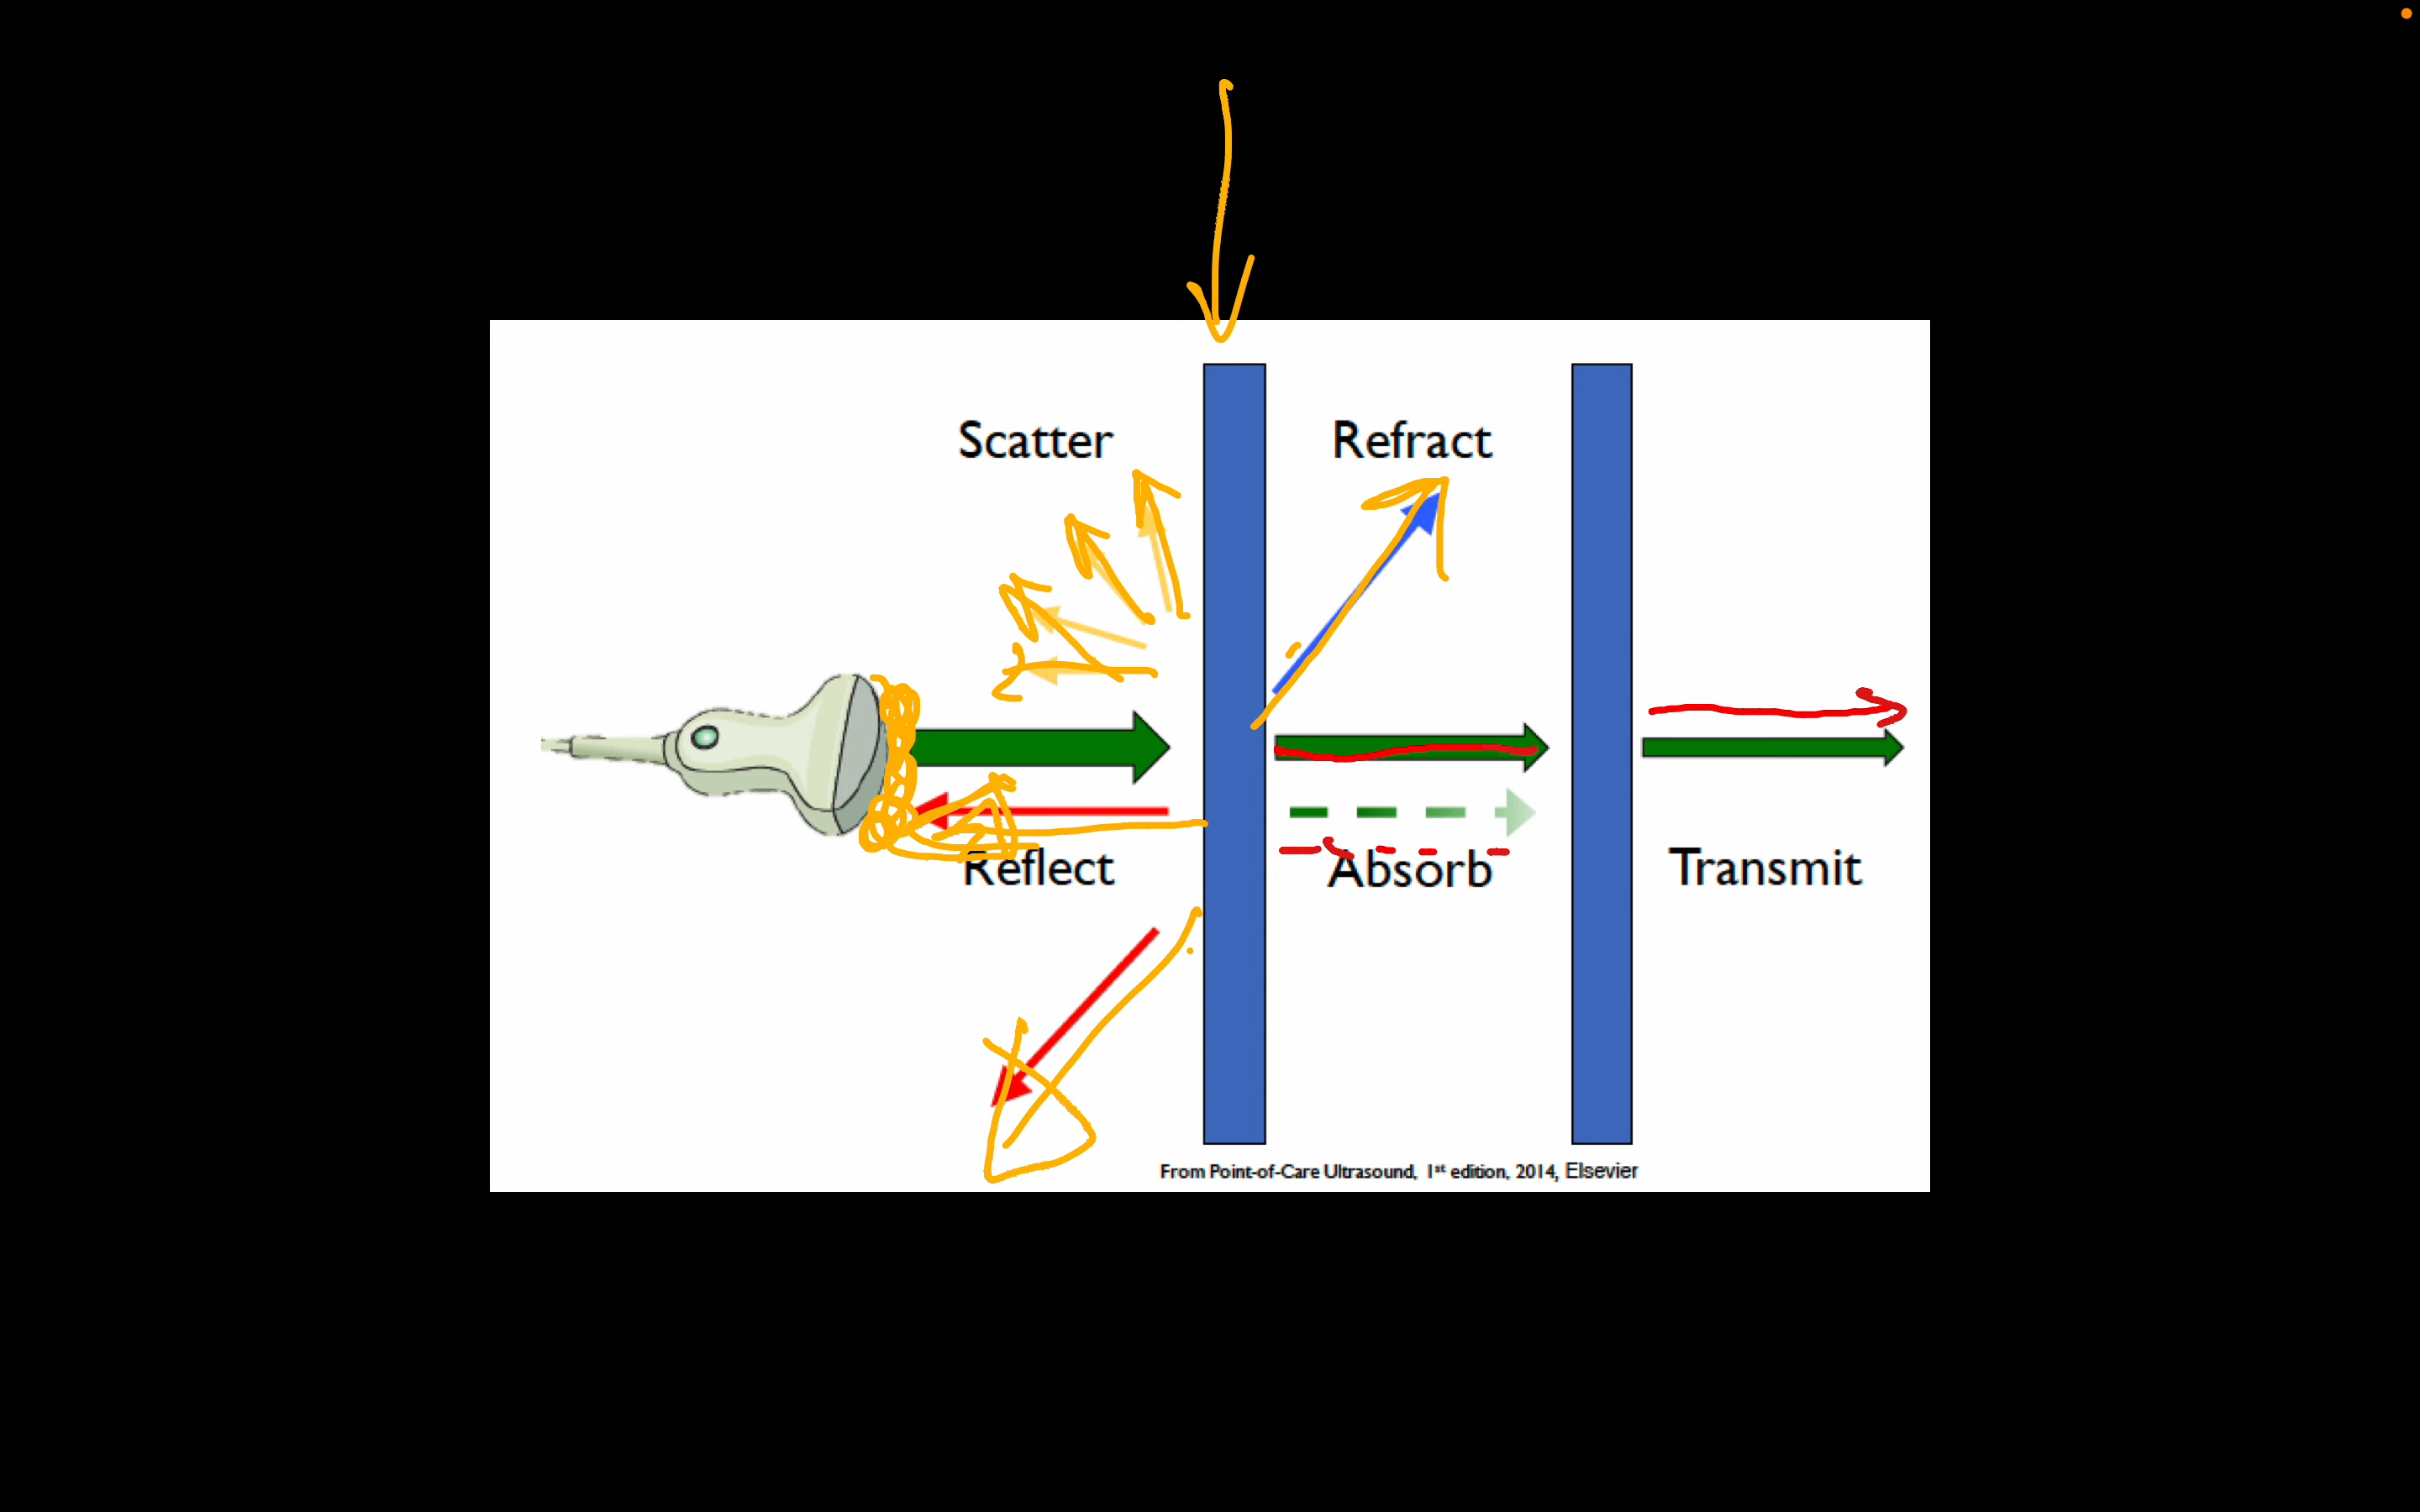 Scatter
Refract
Reflect
Absorb
Transmit
From Point-of-Care Ultrasound, 1st edition, 2014, Elsevier